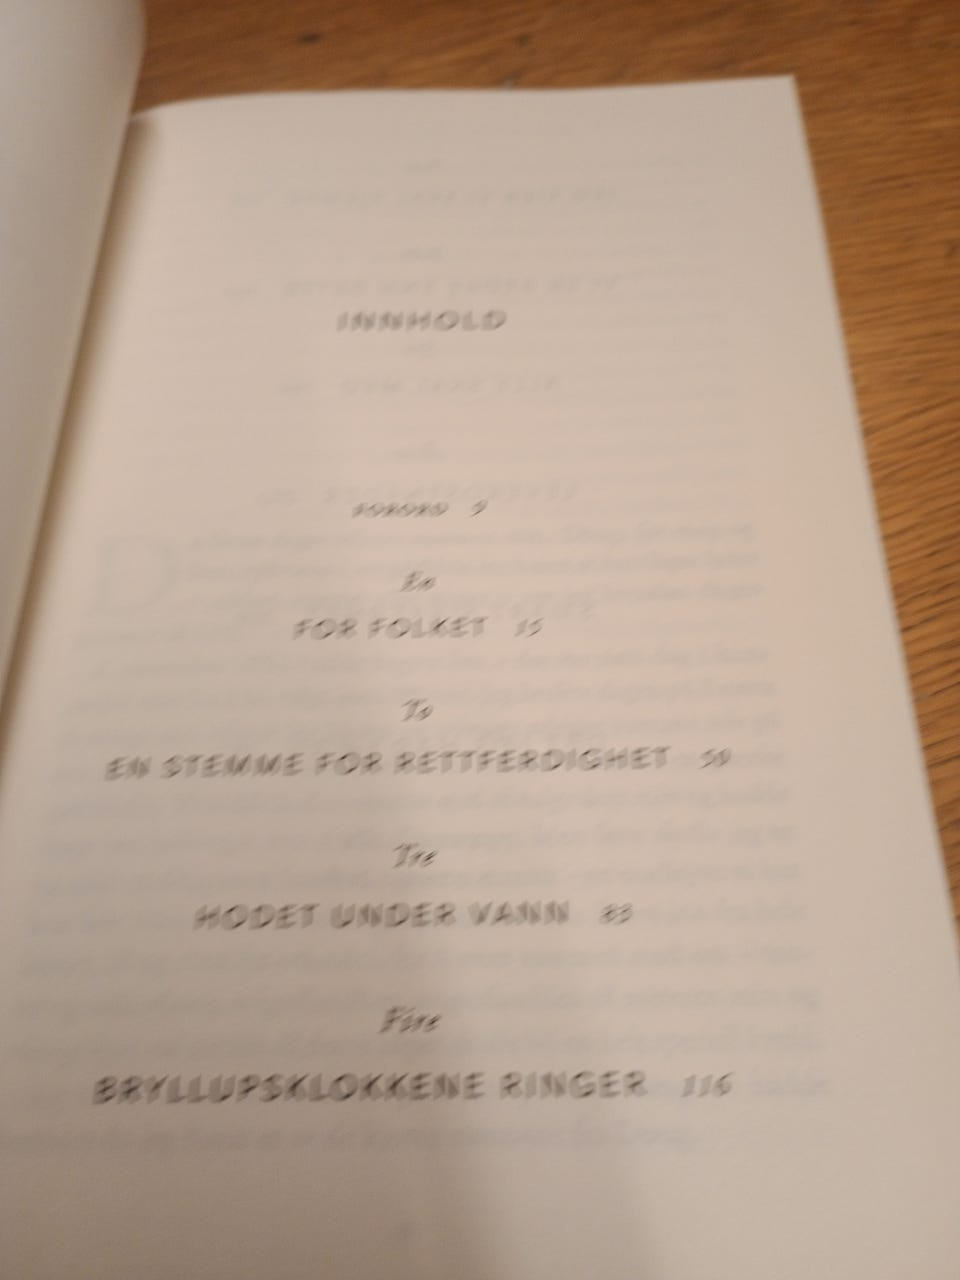 INNHOLD
FORORD 9
En
FOR FOLKET 15
To
EN STEMME FOR RETTFERDIGHET 50
Tre
HODET UNDER VANN 83
Fire
BRYLLUPSKLOKKENE RINGER 116